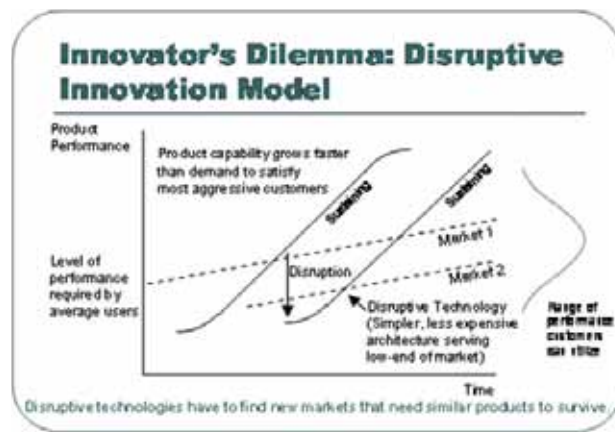 Innovator's Dilemma: Disruptive
Innovation Model
Product
Performance
Product capability grows faster
than demand to satisfy
most aggressive customers
Sustaining
Sustaining
Market 1
Market 2
Level of
performance
required by
average users
Disruption
Disruptive Technology
(Simpler, less expensive
architecture serving
low-end of market)
Range of
performance
customers
can utilize
Time
Disruptive technologies have to find new markets that need similar products to survive